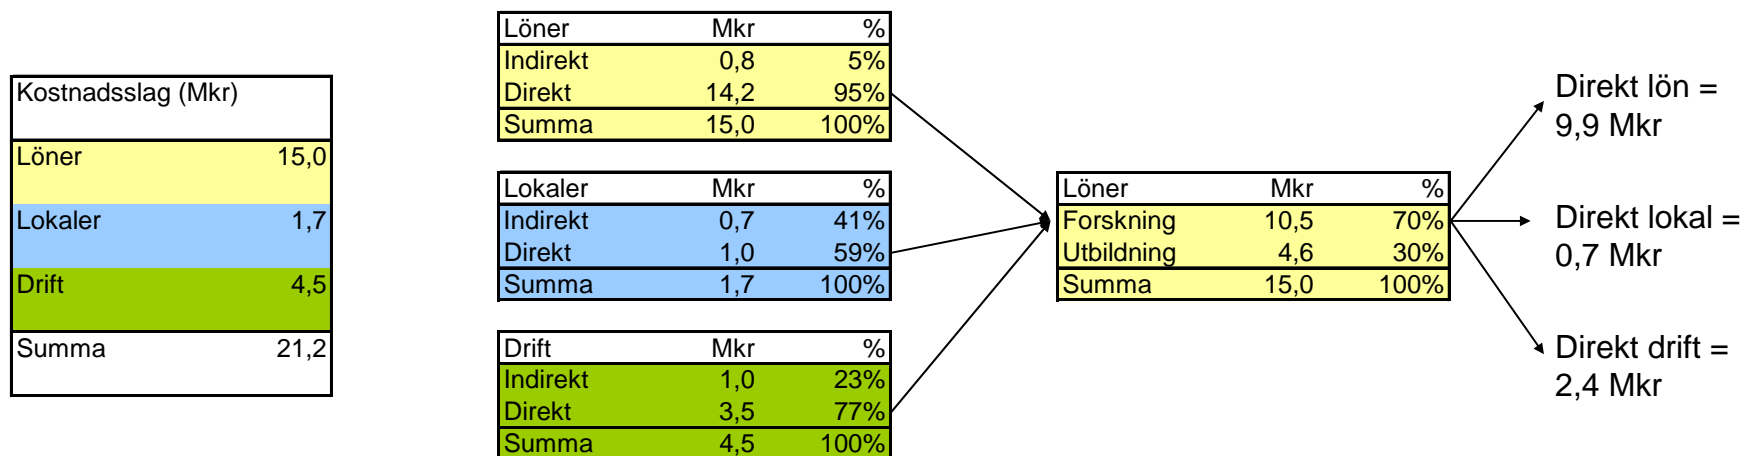 Kostnadsslag (Mkr)
Löner 15,0
Lokaler 1,7
Drift 4,5
Summa 21,2
Löner Mkr %
Indirekt 0,8 5%
Direkt 14,2 95%
Summa 15,0 100%
Lokaler Mkr %
Indirekt 0,7 41%
Direkt 1,0 59%
Summa 1,7 100%
Drift Mkr %
Indirekt 1,0 23%
Direkt 3,5 77%
Summa 4,5 100%
Löner Mkr %
Forskning 10,5 70%
Utbildning 4,6 30%
Summa 15,0 100%
Direkt lön =
9,9 Mkr
Direkt lokal =
0,7 Mkr
Direkt drift =
2,4 Mkr